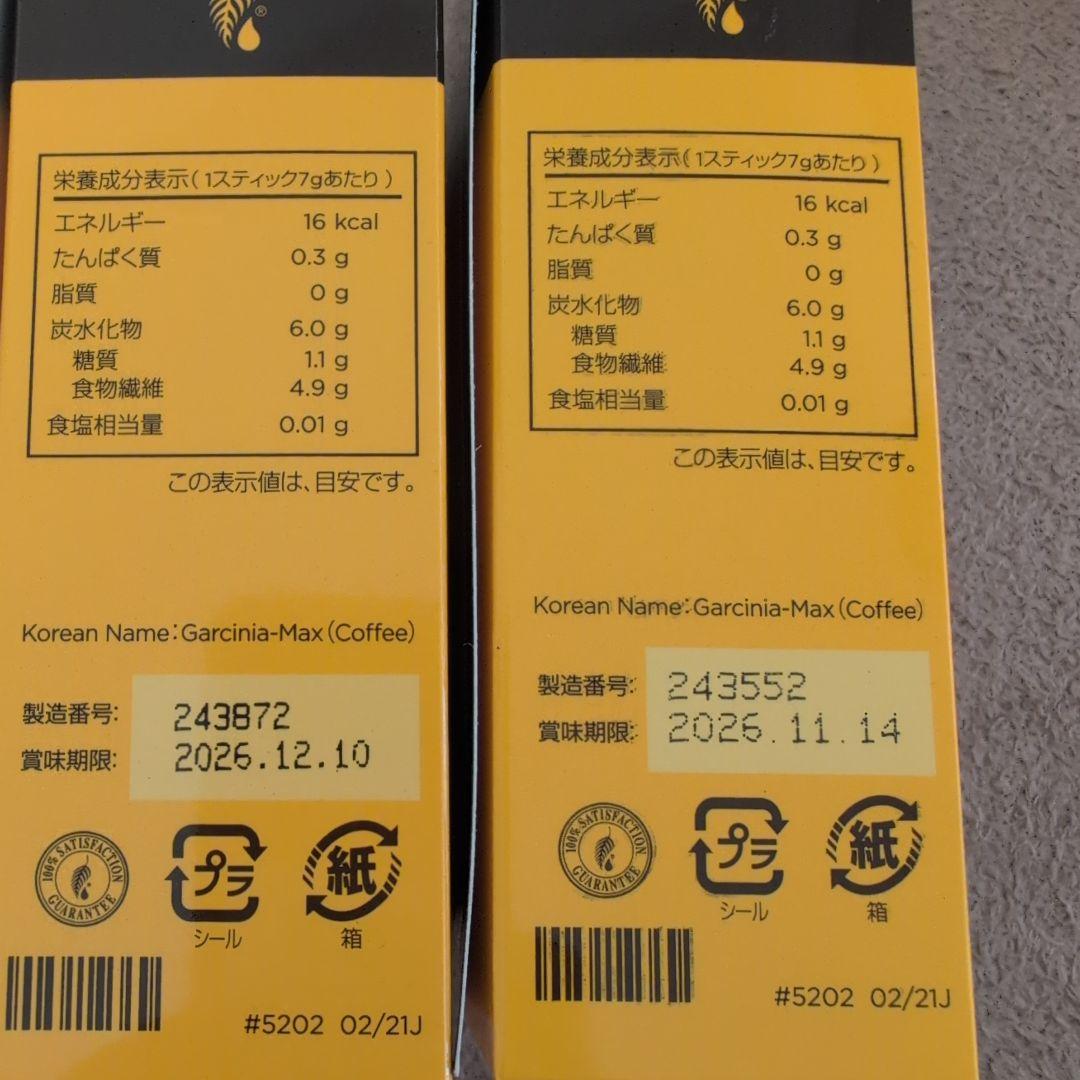 ®
栄養成分表示(1スティック7gあたり)
エネルギー 16 kcal
たんぱく質 0.3 g
脂質 0 g
炭水化物 6.0 g
糖質 1.1 g
食物繊維 4.9 g
食塩相当量 0.01 g
この表示値は、目安です。
Korean Name:Garcinia-Max(Coffee)
製造番号: 243872
賞味期限: 2026.12.10
100% SATISFACTION
GUARANTEE
プラ
シール
紙
箱
#5202 02/21J
栄養成分表示(1スティック7gあたり)
エネルギー 16 kcal
たんぱく質 0.3 g
脂質 0 g
炭水化物 6.0 g
糖質 1.1 g
食物繊維 4.9 g
食塩相当量 0.01 g
この表示値は、目安です。
Korean Name:Garcinia-Max(Coffee)
製造番号: 243552
賞味期限: 2026.11.14
100% SATISFACTION
GUARANTEE
プラ
シール
紙
箱
#5202 02/21J